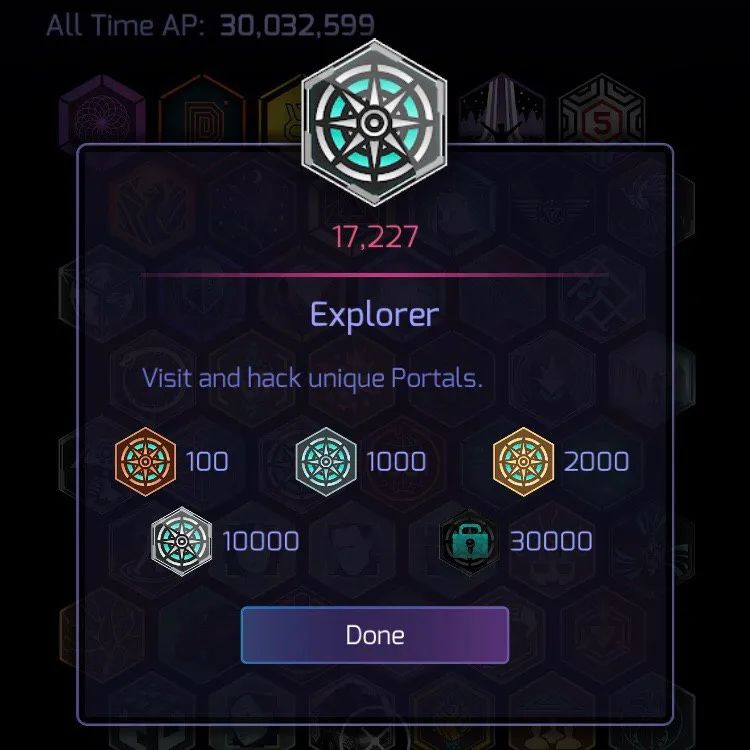 All Time AP: 30,032,599
5
17,227
Explorer
Visit and hack unique Portals.
100 1000 2000
10000 30000
Done